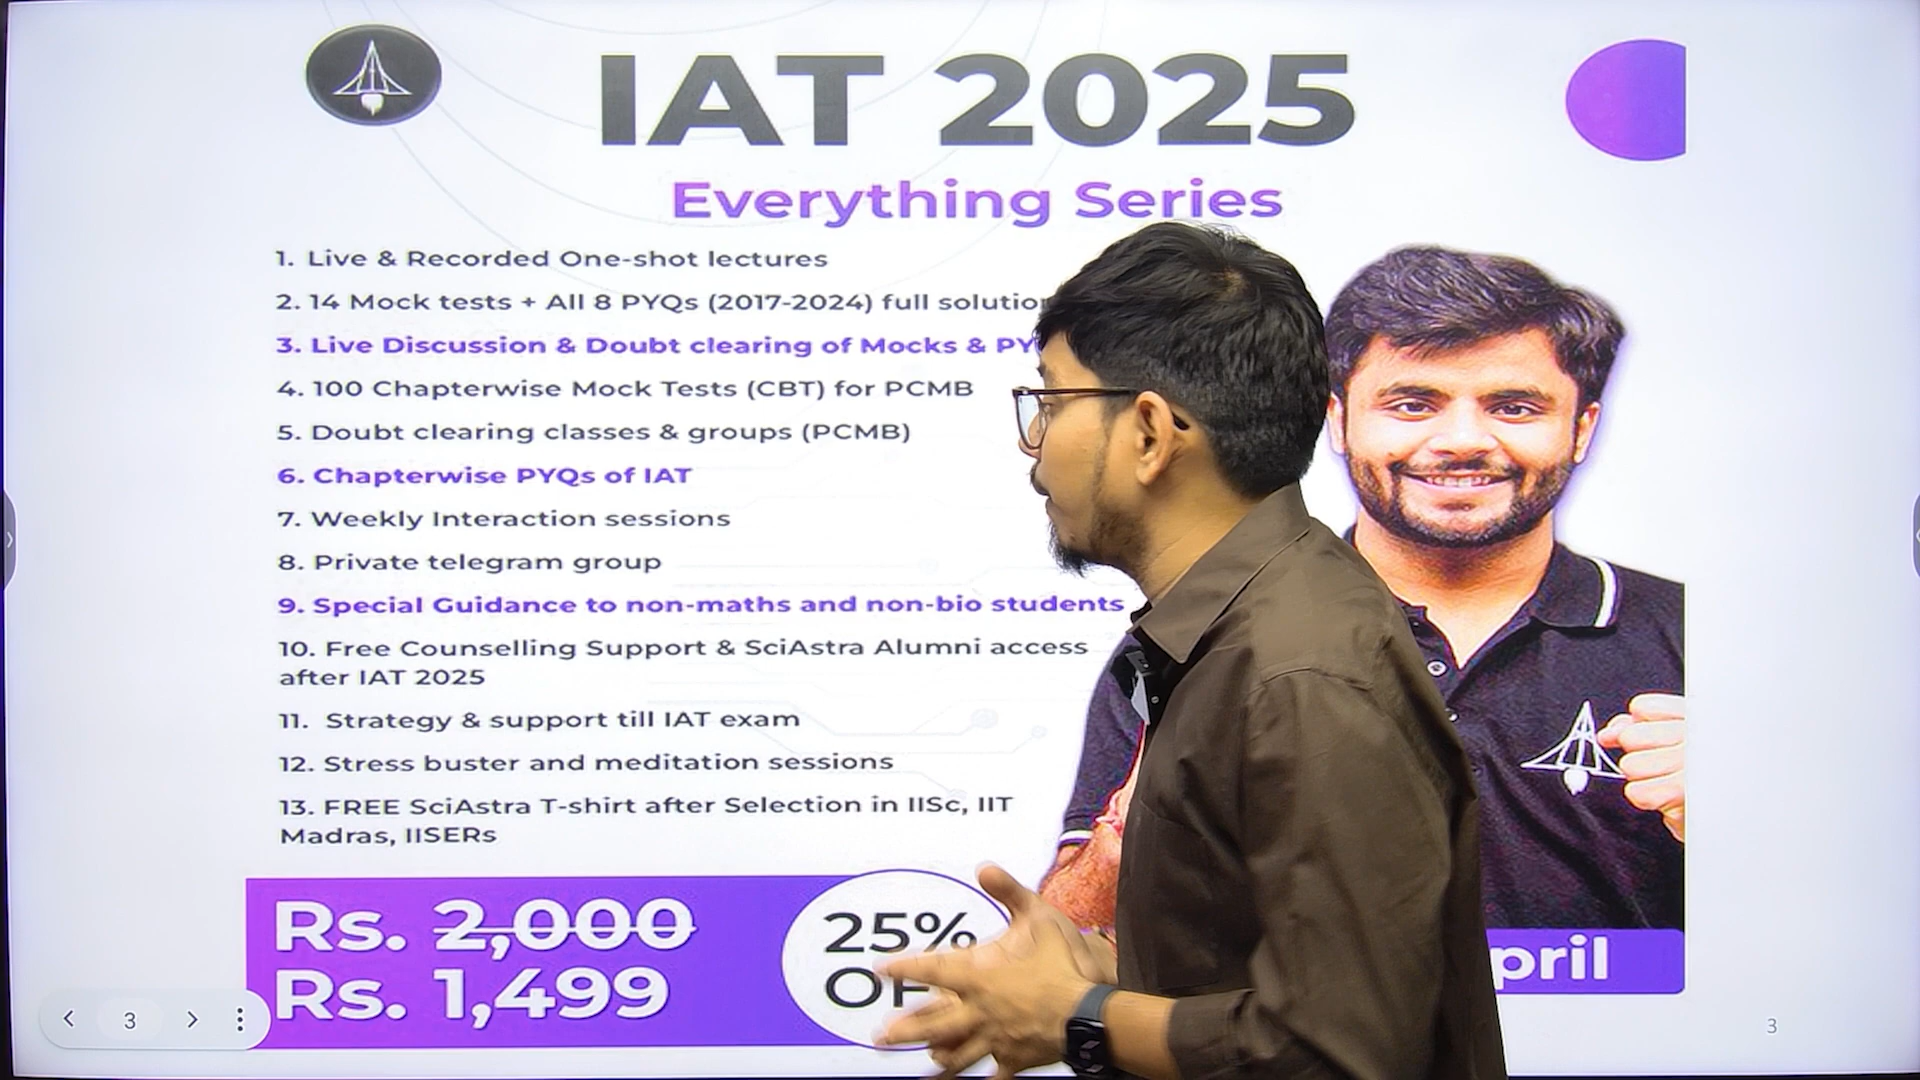 IAT 2025
Everything Series
1. Live & Recorded One-shot lectures
2. 14 Mock tests + All 8 PYQs (2017-2024) full
3. Live Discussion & Doubt clearing of Mocks &
4. 100 Chapterwise Mock Tests (CBT) for PCMB
5. Doubt clearing classes & groups (PCMB)
6. Chapterwise PYQs of IAT
7. Weekly Interaction sessions
8. Private telegram group
9. Special Guidance to non-maths and non-bio students
10. Free Counselling Support & SciAstra Alumni access
after IAT 2025
11. Strategy & support till IAT exam
12. Stress buster and meditation sessions
13. FREE SciAstra T-shirt after Selection in IISc, IIT
Madras, IISERs
Rs. 2,000
Rs. 1,499
25%
3
3